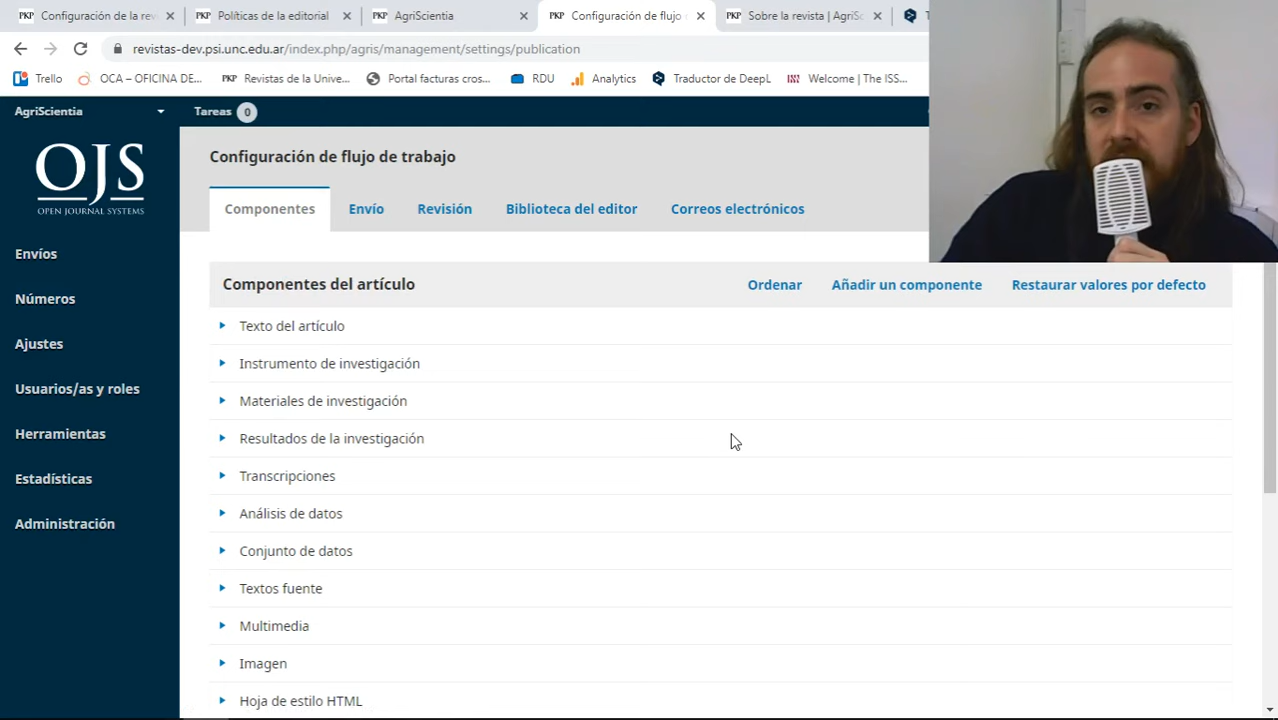 PKP Configuración de la revi
PKP Políticas de la editorial
PKP AgriScientia
PKP Configuración de flujo
PKP Sobre la revista | AgriSc
revistas-dev.psi.unc.edu.ar/index.php/agris/management/settings/publication
Trello
OCA – OFICINA DE...
PKP Revistas de la Unive...
Portal facturas cros...
RDU
Analytics
Traductor de DeepL
Welcome | The ISS...
AgriScientia
Tareas 0
OJS
OPEN JOURNAL SYSTEMS
Envíos
Números
Ajustes
Usuarios/as y roles
Herramientas
Estadísticas
Administración
Configuración de flujo de trabajo
Componentes Envío Revisión Biblioteca del editor Correos electrónicos
Componentes del artículo
Ordenar Añadir un componente Restaurar valores por defecto
Texto del artículo
Instrumento de investigación
Materiales de investigación
Resultados de la investigación
Transcripciones
Análisis de datos
Conjunto de datos
Textos fuente
Multimedia
Imagen
Hoja de estilo HTML